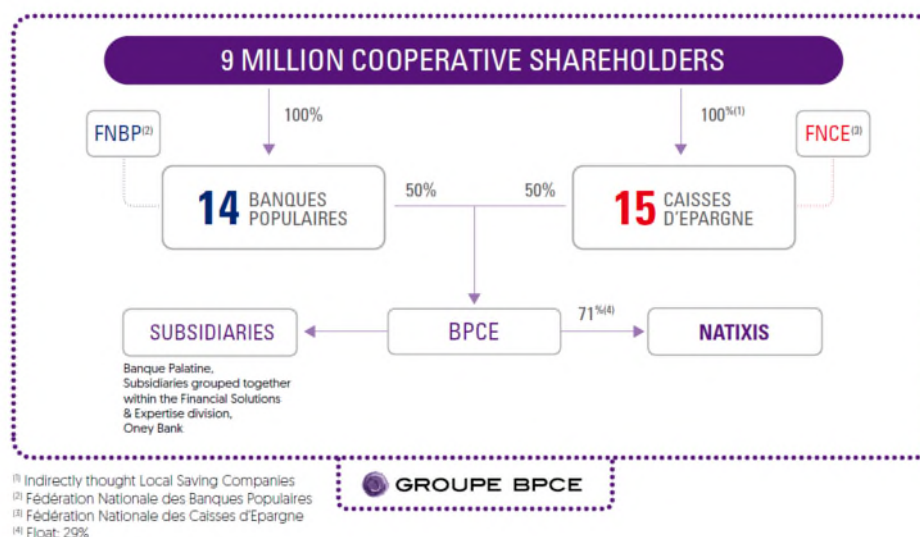 9 MILLION COOPERATIVE SHAREHOLDERS
100%
100%(1)
FNBP(2)
FNCE(3)
14 BANQUES
POPULAIRES
50%
50%
15 CAISSES
D'EPARGNE
SUBSIDIARIES
BPCE
71%(4)
NATIXIS
Banque Palatine,
Subsidiaries grouped together
within the Financial Solutions
& Expertise division,
Oney Bank
GROUPE BPCE
(1) Indirectly thought Local Saving Companies
(2) Fédération Nationale des Banques Populaires
(3) Fédération Nationale des Caisses d'Epargne
(4) Float: 29%